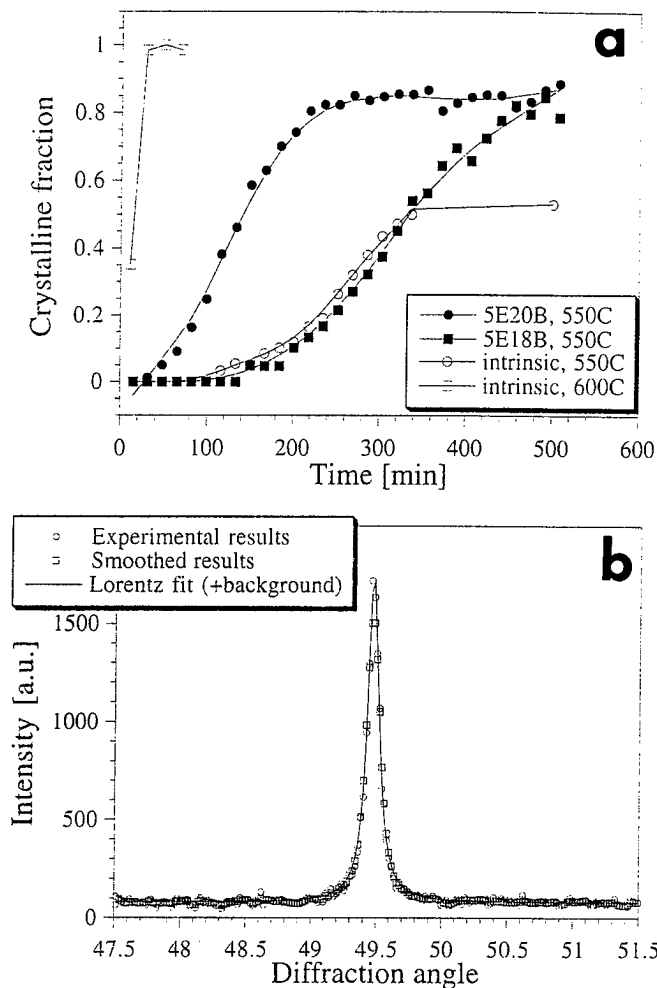 a
1
0.8
0.6
0.4
0.2
0
Crystalline fraction
5E20B, 550C
5E18B, 550C
intrinsic, 550C
intrinsic, 600C
0 100 200 300 400 500 600
Time [min]
b
Experimental results
Smoothed results
Lorentz fit (+background)
1500
1000
500
0
Intensity [a.u.]
47.5 48 48.5 49 49.5 50 50.5 51 51.5
Diffraction angle